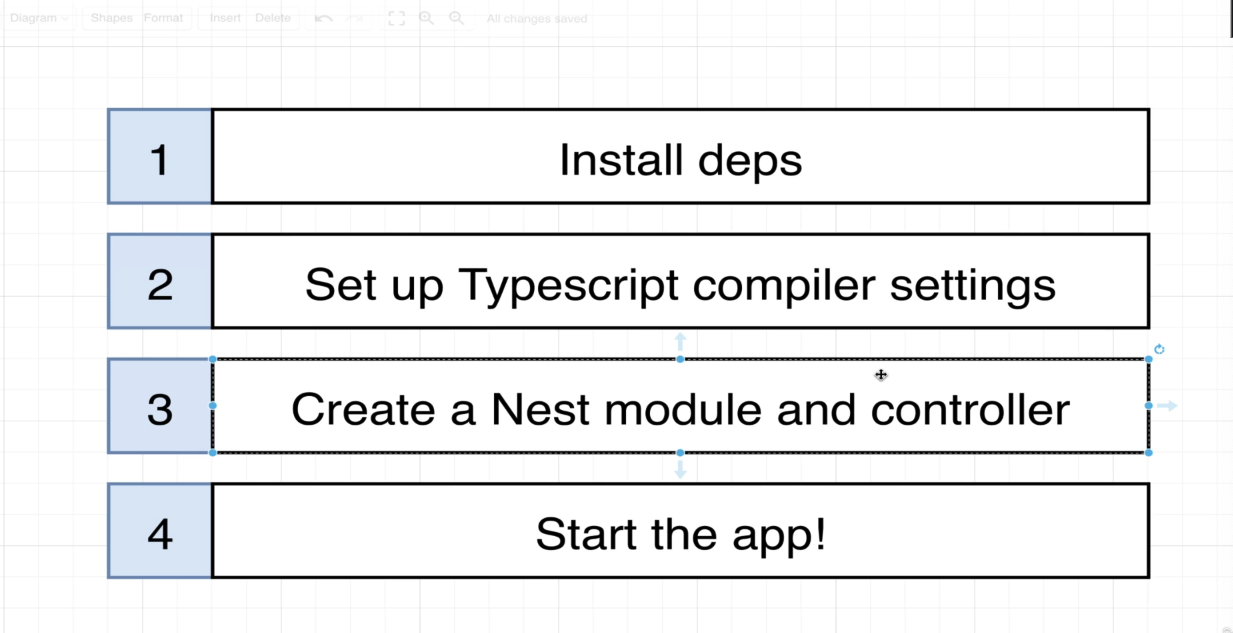 Diagram Shapes Format Insert Delete All changes saved
1 Install deps
2 Set up Typescript compiler settings
3 Create a Nest module and controller
4 Start the app!